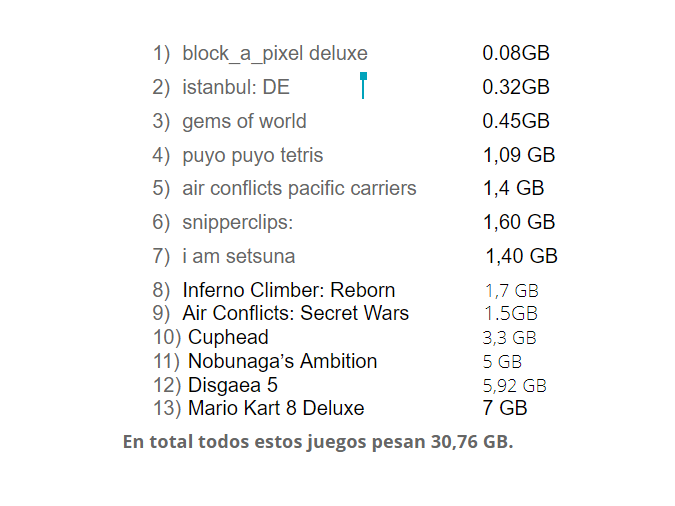 1) block_a_pixel deluxe 0.08GB
2) istanbul: DE 0.32GB
3) gems of world 0.45GB
4) puyo puyo tetris 1,09 GB
5) air conflicts pacific carriers 1,4 GB
6) snipperclips: 1,60 GB
7) i am setsuna 1,40 GB
8) Inferno Climber: Reborn 1,7 GB
9) Air Conflicts: Secret Wars 1.5GB
10) Cuphead 3,3 GB
11) Nobunaga’s Ambition 5 GB
12) Disgaea 5 5,92 GB
13) Mario Kart 8 Deluxe 7 GB
En total todos estos juegos pesan 30,76 GB.